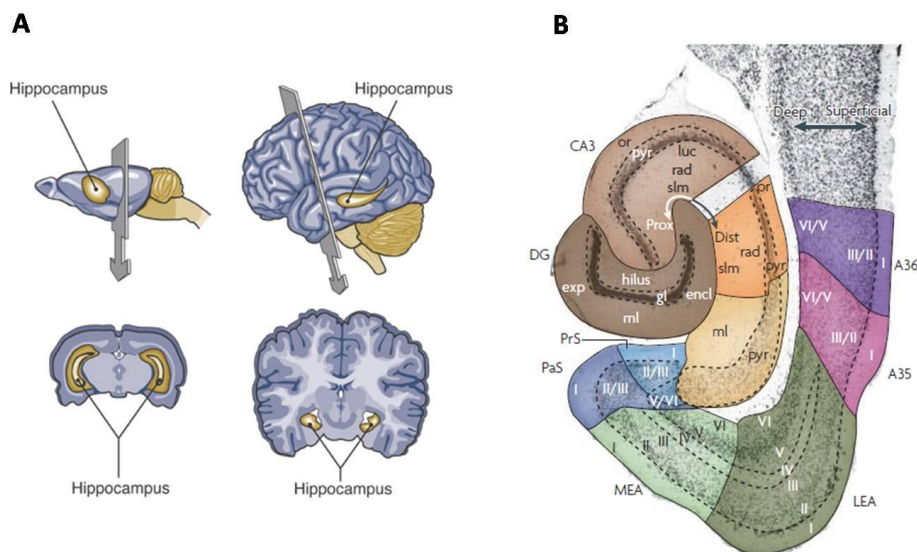 A
Hippocampus
Hippocampus
Hippocampus
Hippocampus
B
Deep Superficial
CA3
or
pyr
luc
rad
slm
or
Prox
Dist
rad
slm
pyr
DG
hilus
exp
gl
encl
ml
ml
pyr
VI/V
III/II
I
A36
VI/V
III/II
I
A35
PrS
I
II/III
PaS
I
II/III
V/VI
VI
I
II
III
IV
V
MEA
VI
V
IV
III
II
I
LEA